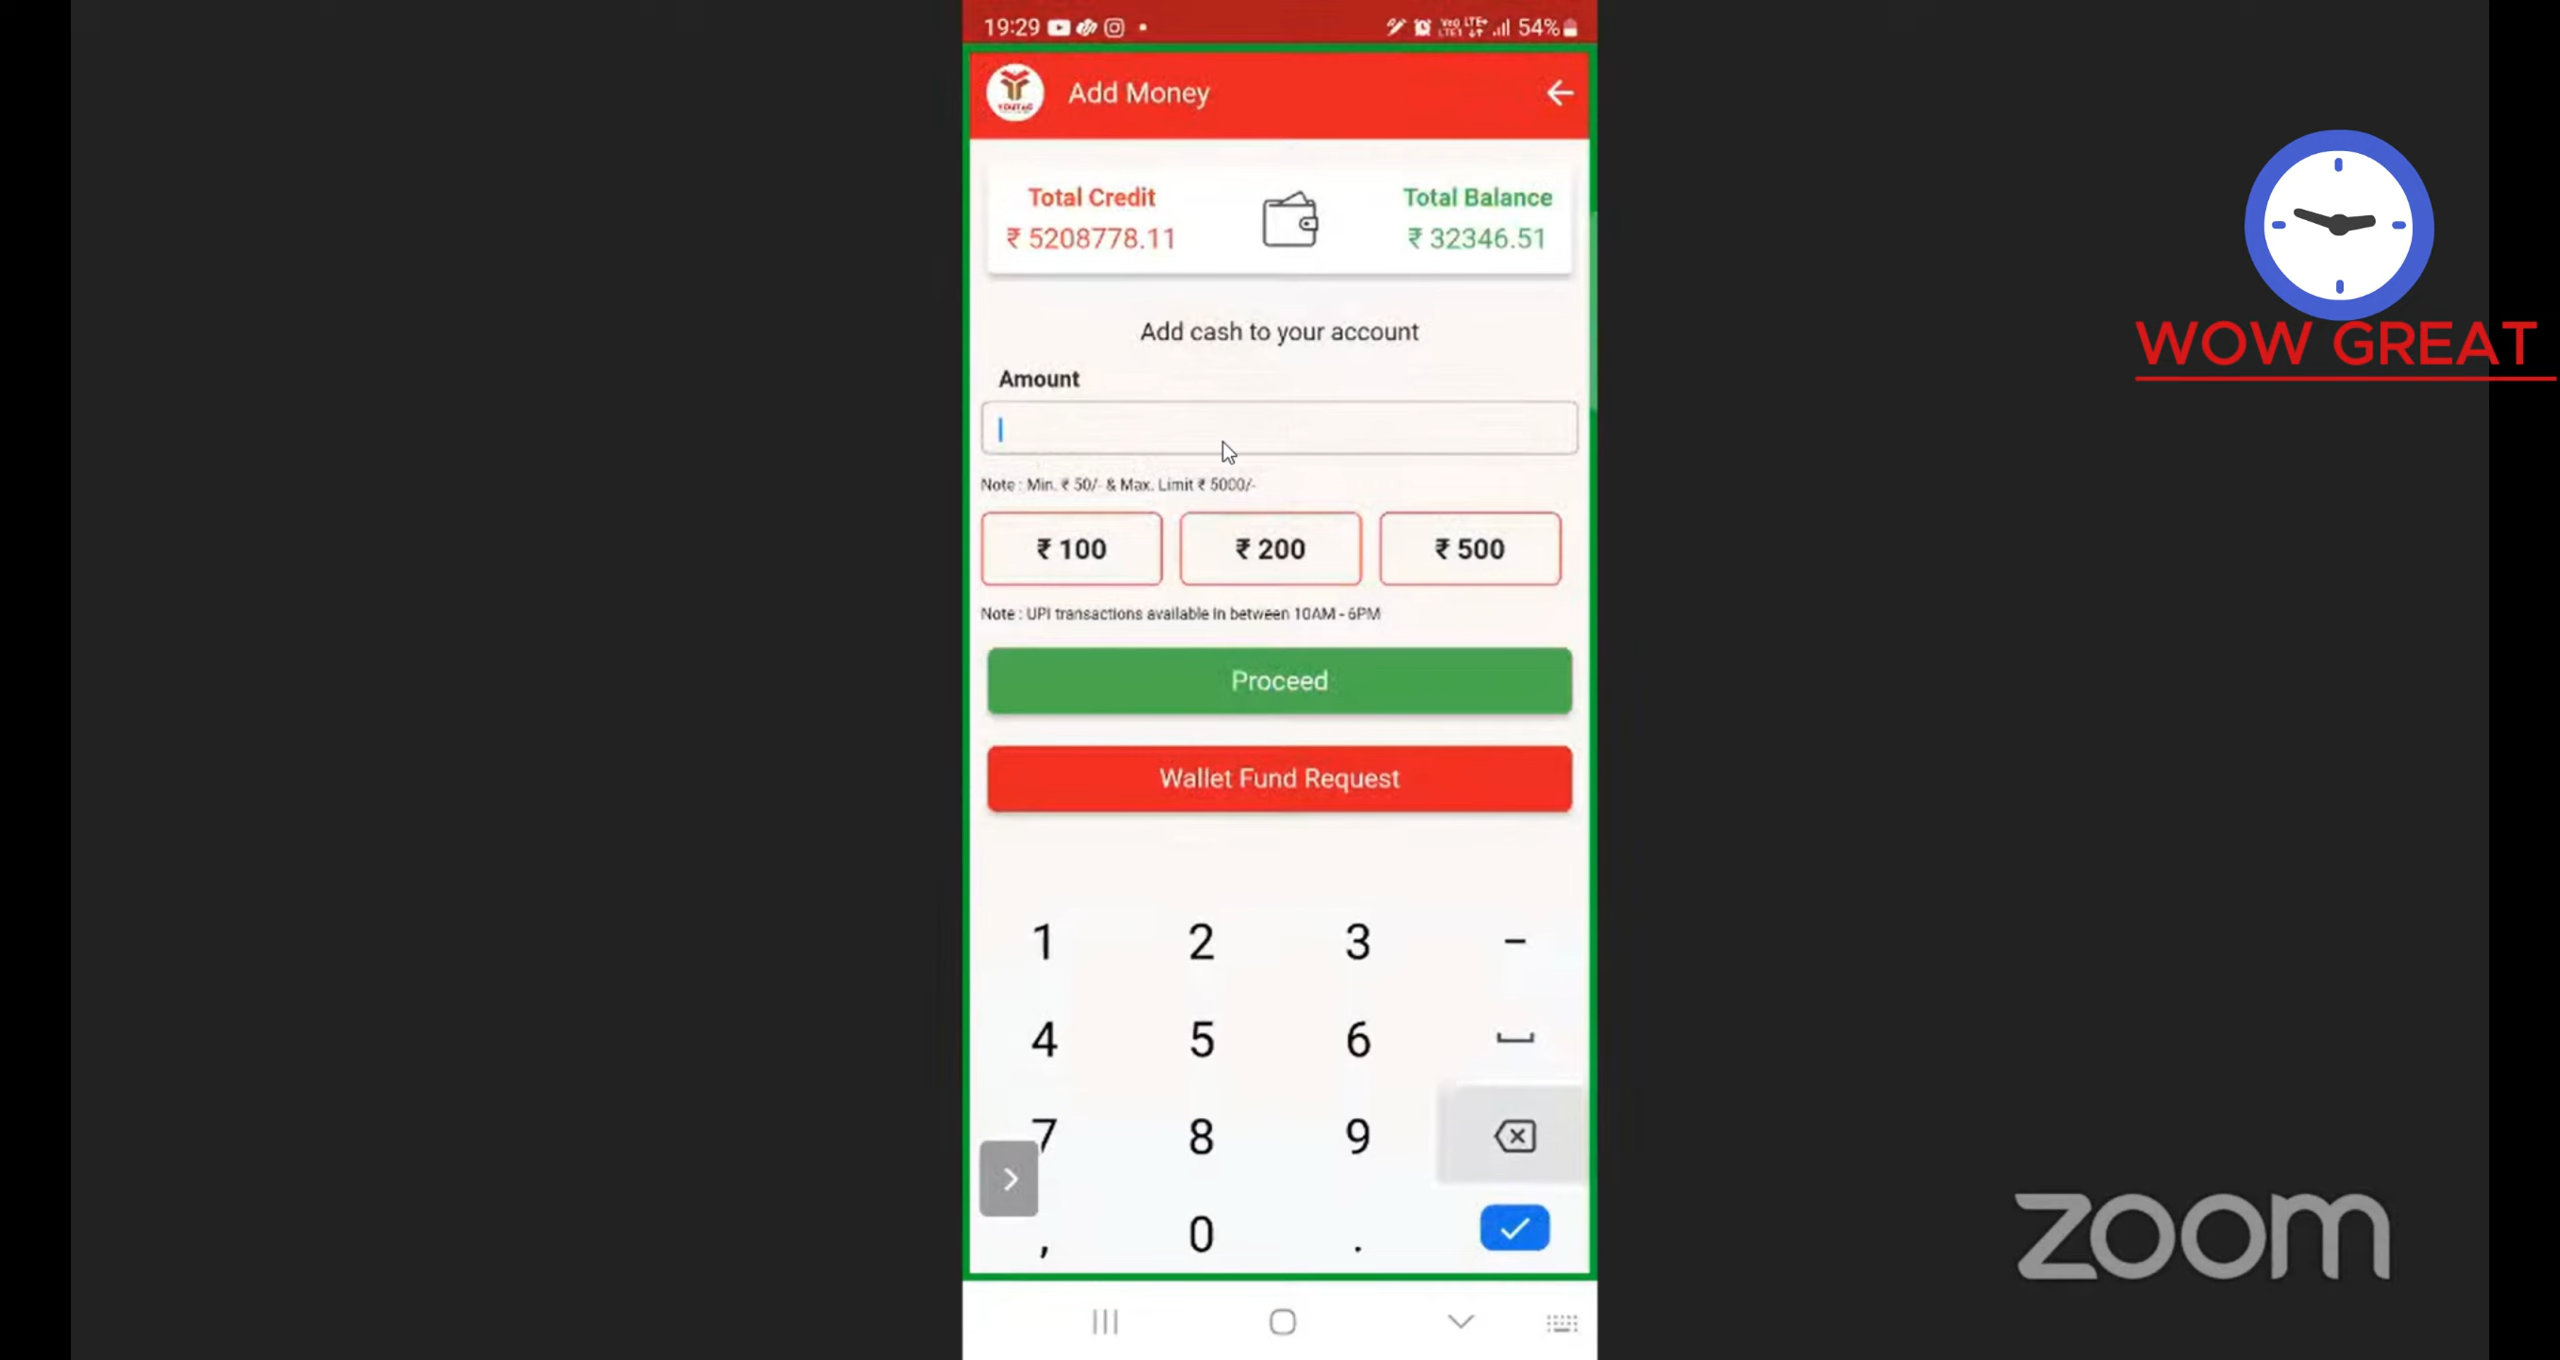 19:29 54%
Add Money
Total Credit
Total Balance
₹ 5208778.11
₹ 32346.51
WOW GREAT
Add cash to your account
Amount
Note : Min. ₹ 50/- & Max. Limit ₹ 5000/-
₹ 100
₹ 200
₹ 500
Note : UPI transactions available in between 10AM - 6PM
Proceed
Wallet Fund Request
1 2 3 -
4 5 6
7 8 9
, 0 .
zoom